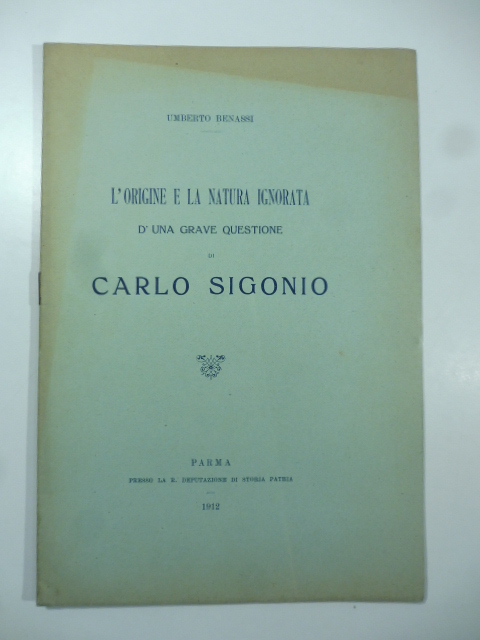 UMBERTO BENASSI
L'ORIGINE E LA NATURA IGNORATA
D'UNA GRAVE QUESTIONE
DI
CARLO SIGONIO
PARMA
PRESSO LA R. DEPUTAZIONE DI STORIA PATRIA
1912